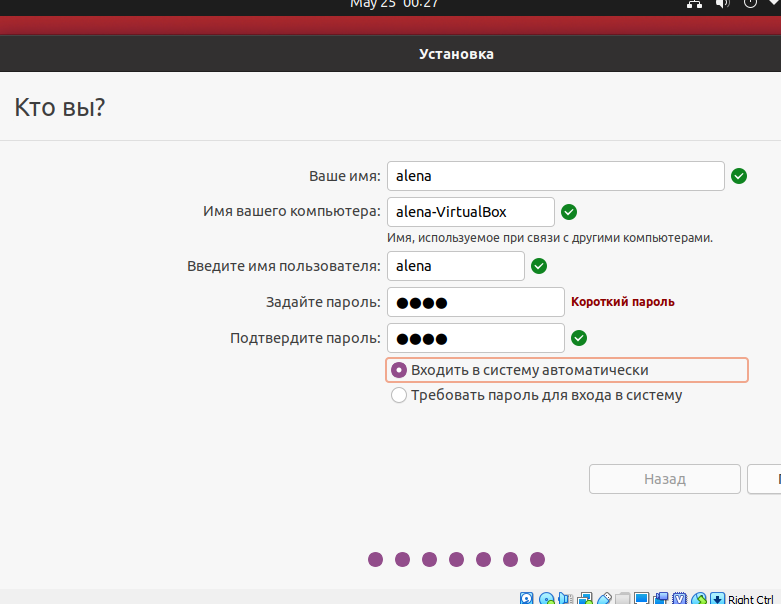 May 25 00:27
Установка
Кто вы?
Ваше имя: alena
Имя вашего компьютера: alena-VirtualBox
Имя, используемое при связи с другими компьютерами.
Введите имя пользователя: alena
Задайте пароль: ●●●● Короткий пароль
Подтвердите пароль: ●●●●
Входить в систему автоматически
Требовать пароль для входа в систему
Назад
Right Ctrl